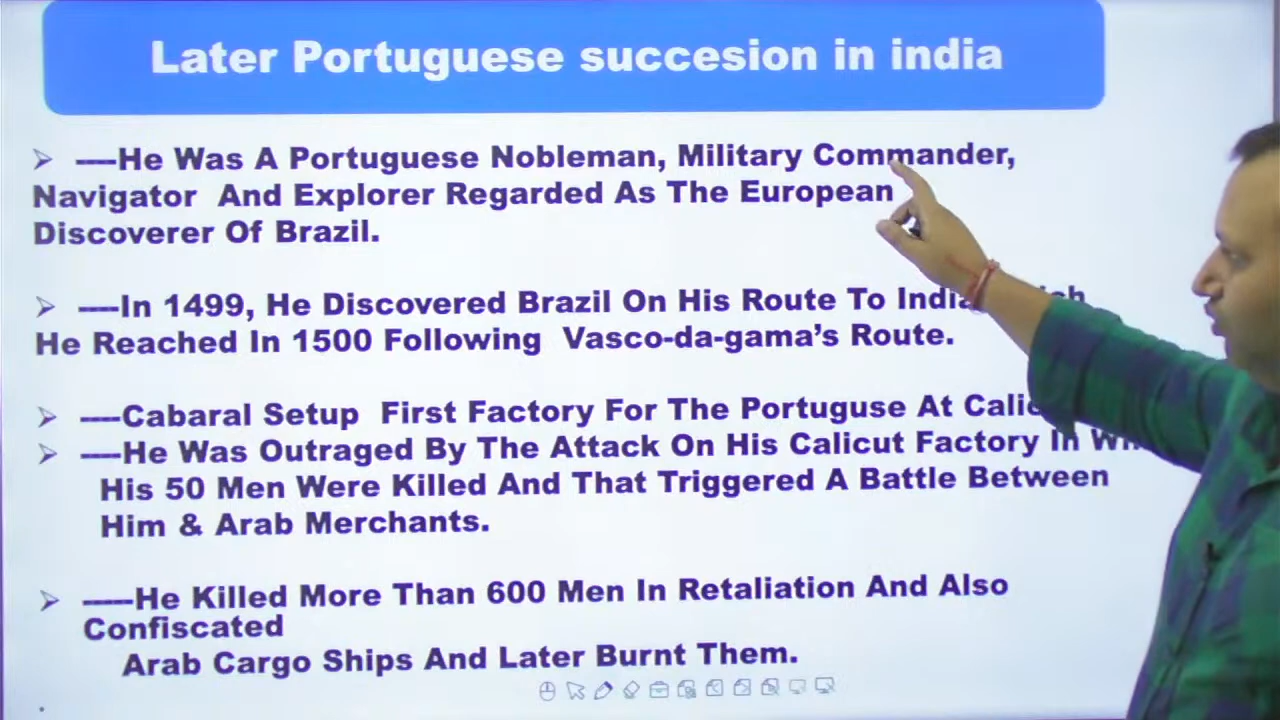 Later Portuguese succesion in india
➢ ----He Was A Portuguese Nobleman, Military Commander,
Navigator And Explorer Regarded As The European
Discoverer Of Brazil.
➢ ----In 1499, He Discovered Brazil On His Route To India
He Reached In 1500 Following Vasco-da-gama's Route.
➢ ----Cabaral Setup First Factory For The Portuguse At
➢ ----He Was Outraged By The Attack On His Calicut Factory In
His 50 Men Were Killed And That Triggered A Battle Between
Him & Arab Merchants.
➢ -----He Killed More Than 600 Men In Retaliation And Also
Confiscated
Arab Cargo Ships And Later Burnt Them.